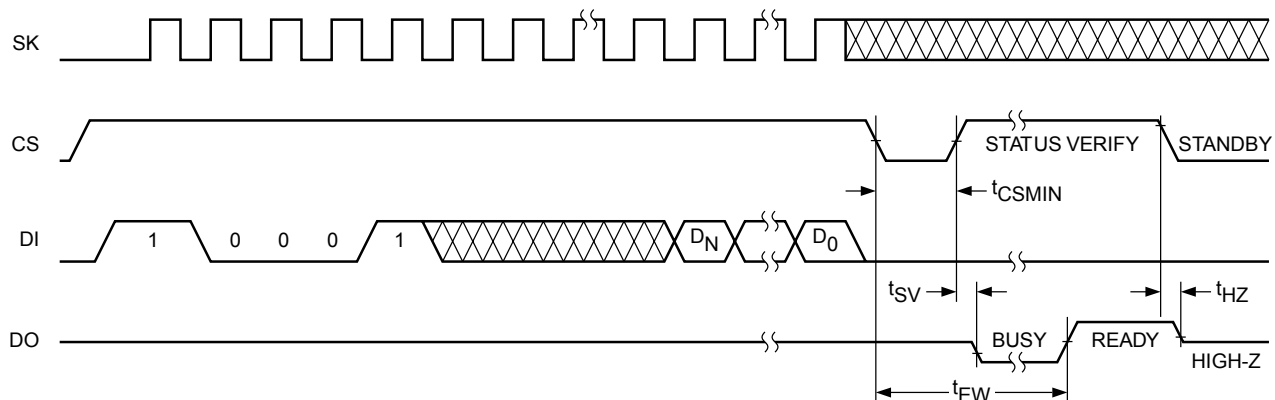 SK
CS
STATUS VERIFY
STANDBY
tCSMIN
DI
1 0 0 0 1
DN
D0
tSV
tHZ
DO
BUSY
READY
HIGH-Z
tEW